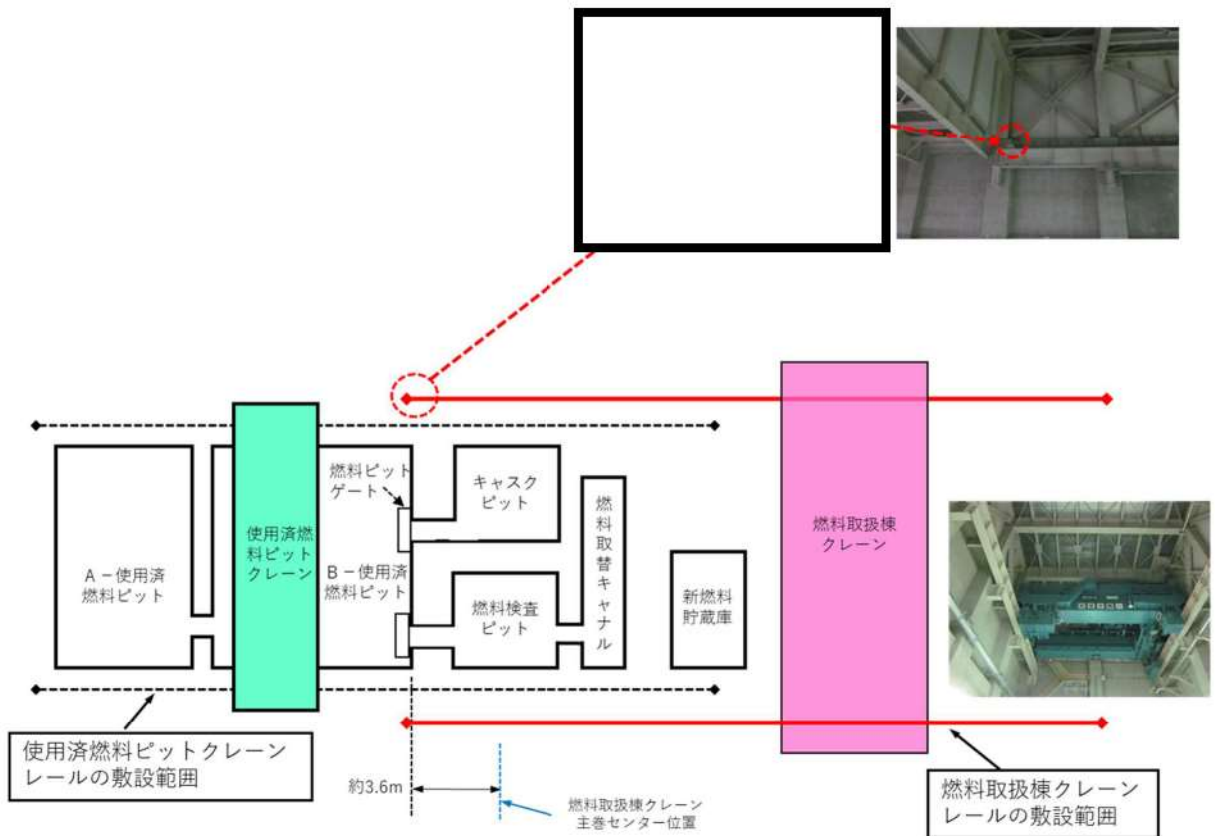 燃料ピット
ゲート
キャスク
ピット
燃料取替キャナル
使用済燃
料ピット
クレーン
燃料取扱棟
クレーン
A－使用済
燃料ピット
B－使用済
燃料ピット
燃料検査
ピット
新燃料
貯蔵庫
使用済燃料ピットクレーン
レールの敷設範囲
約3.6m
燃料取扱棟クレーン
主巻センター位置
燃料取扱棟クレーン
レールの敷設範囲